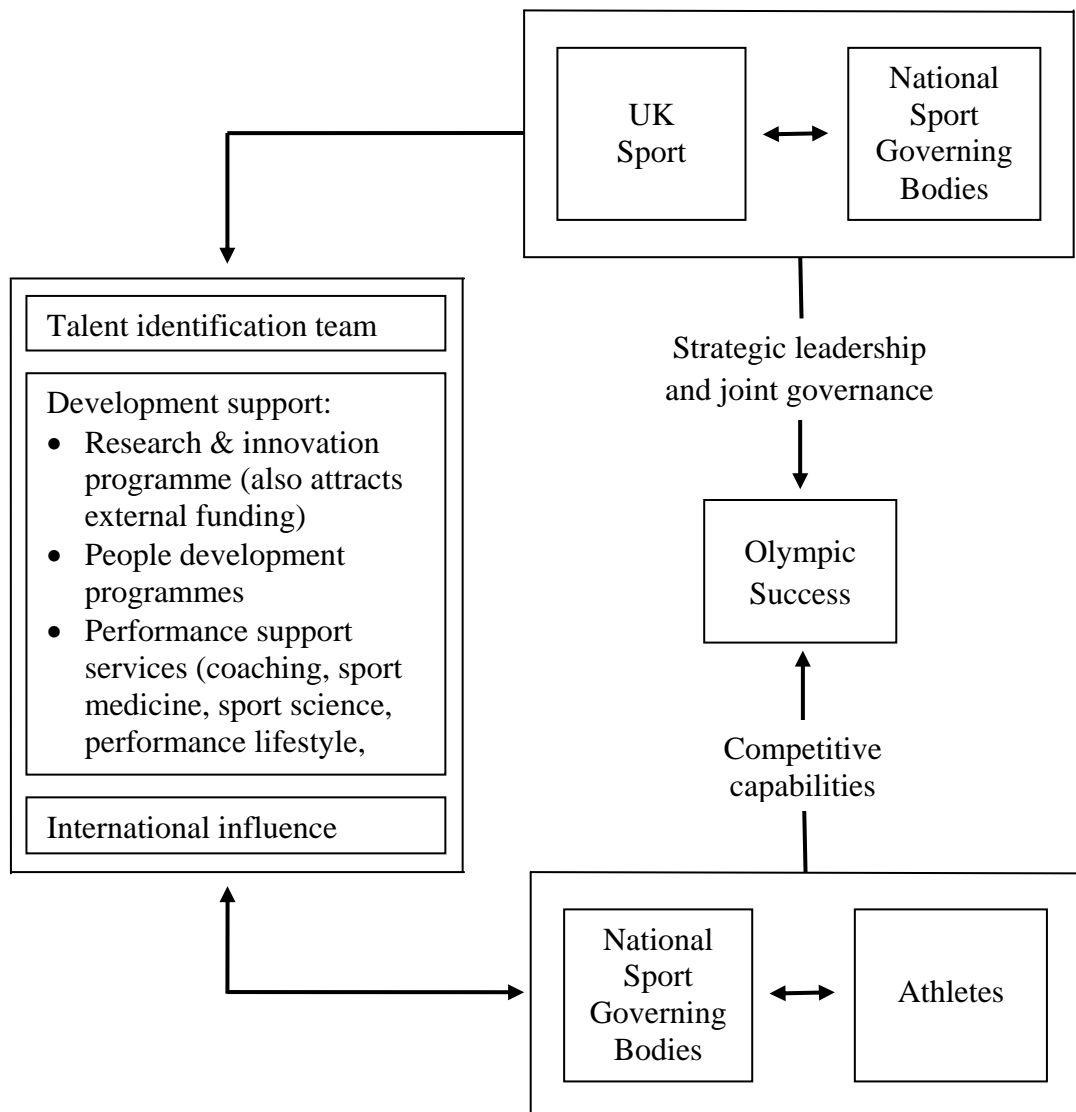 UK
Sport
National
Sport
Governing
Bodies
Talent identification team
Development support:
• Research & innovation
programme (also attracts
external funding)
• People development
programmes
• Performance support
services (coaching, sport
medicine, sport science,
performance lifestyle,
International influence
Strategic leadership
and joint governance
Olympic
Success
Competitive
capabilities
National
Sport
Governing
Bodies
Athletes